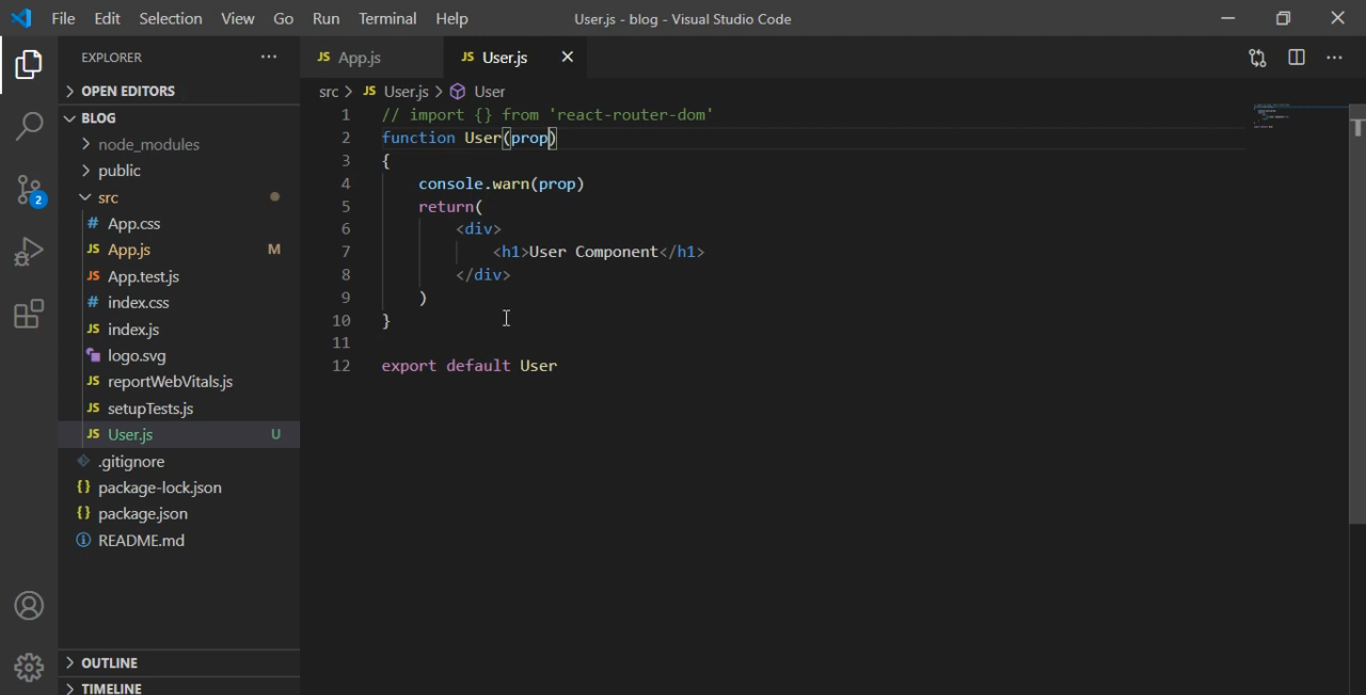 File Edit Selection View Go Run Terminal Help User.js - blog - Visual Studio Code
EXPLORER ···
JS App.js
JS User.js
OPEN EDITORS
src > JS User.js > User
BLOG
node_modules
public
src
# App.css
JS App.js M
JS App.test.js
# index.css
JS index.js
logo.svg
JS reportWebVitals.js
JS setupTests.js
JS User.js U
.gitignore
{} package-lock.json
{} package.json
README.md
OUTLINE
TIMELINE
2
1 // import {} from 'react-router-dom'
2 function User(prop)
3 {
4 console.warn(prop)
5 return(
6 <div>
7 <h1>User Component</h1>
8 </div>
9 )
10 }
11
12 export default User
T